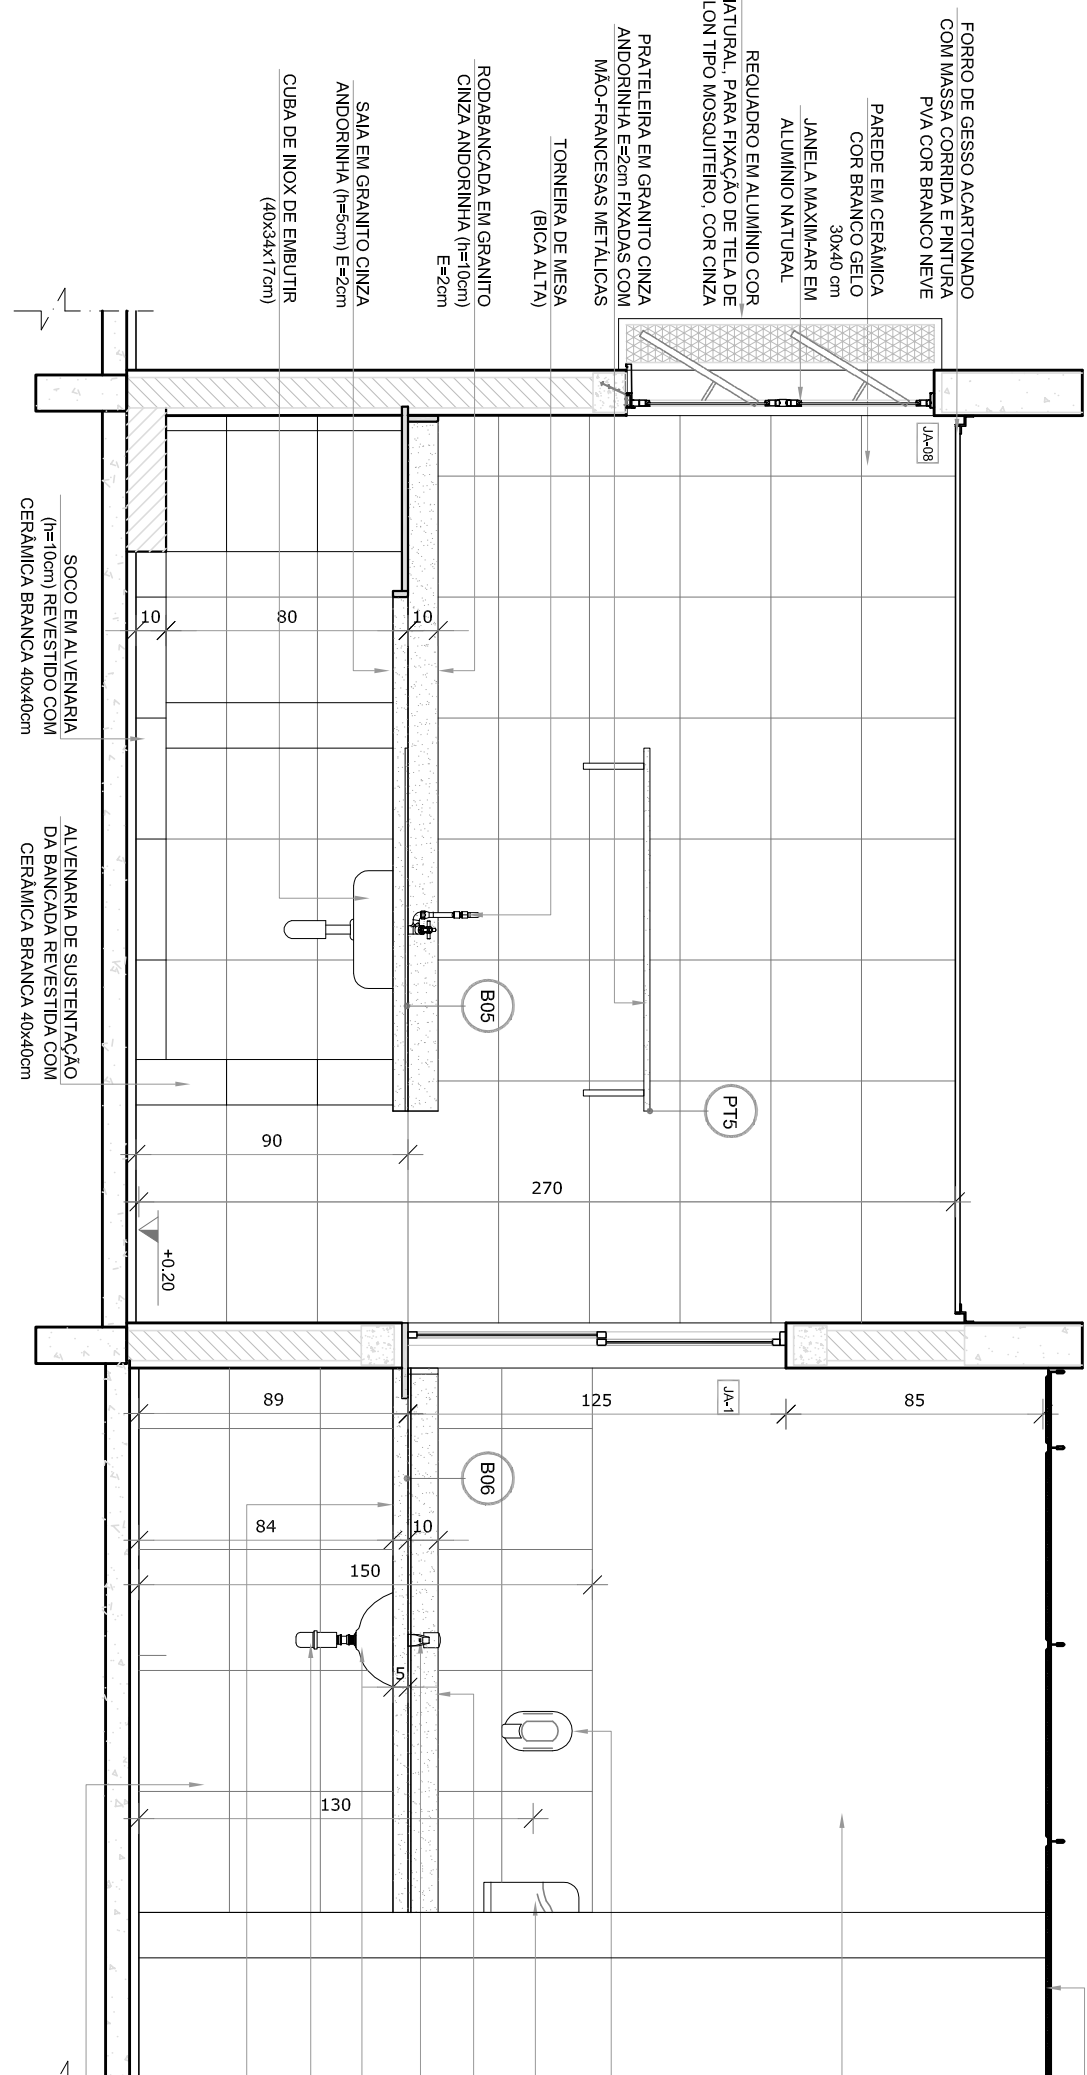 FORRO DE GESSO ACARTONADO
COM MASSA CORRIDA E PINTURA
PVA COR BRANCO NEVE
PAREDE EM CERÂMICA
COR BRANCO GELO
30x40 cm
JANELA MAXIM-AR EM
ALUMÍNIO NATURAL
REQUADRO EM ALUMÍNIO COR
NATURAL, PARA FIXAÇÃO DE TELA DE
LON TIPO MOSQUITEIRO, COR CINZA
PRATELEIRA EM GRANITO CINZA
ANDORINHA E=2cm FIXADAS COM
MÃO-FRANCESAS METÁLICAS
TORNEIRA DE MESA
(BICA ALTA)
RODABANCADA EM GRANITO
CINZA ANDORINHA (h=10cm)
E=2cm
SAIA EM GRANITO CINZA
ANDORINHA (h=5cm) E=2cm
CUBA DE INOX DE EMBUTIR
(40x34x17cm)
SOCO EM ALVENARIA
(h=10cm) REVESTIDO COM
CERÂMICA BRANCA 40x40cm
ALVENARIA DE SUSTENTAÇÃO
DA BANCADA REVESTIDA COM
CERÂMICA BRANCA 40x40cm
JA-08
10
80
10
B05
PT5
90
270
+0.20
89
125
JA-1
85
B06
84
10
150
5
130